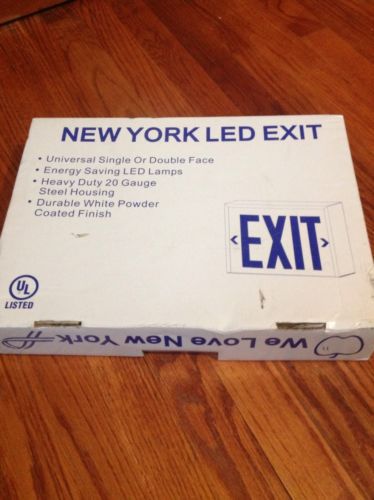 NEW YORK LED EXIT
• Universal Single Or Double Face
• Energy Saving LED Lamps
• Heavy Duty 20 Gauge
Steel Housing
• Durable White Powder
Coated Finish
‹EXIT›
UL
LISTED
We Love New York